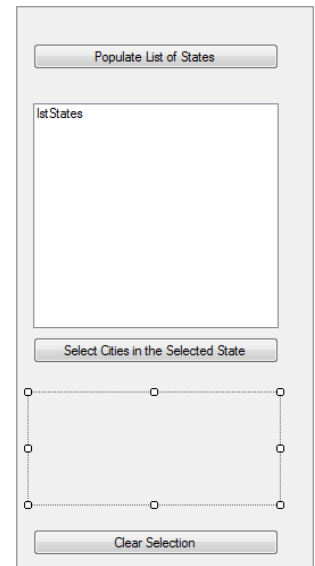 Populate List of States
lstStates
Select Cities in the Selected State
Clear Selection